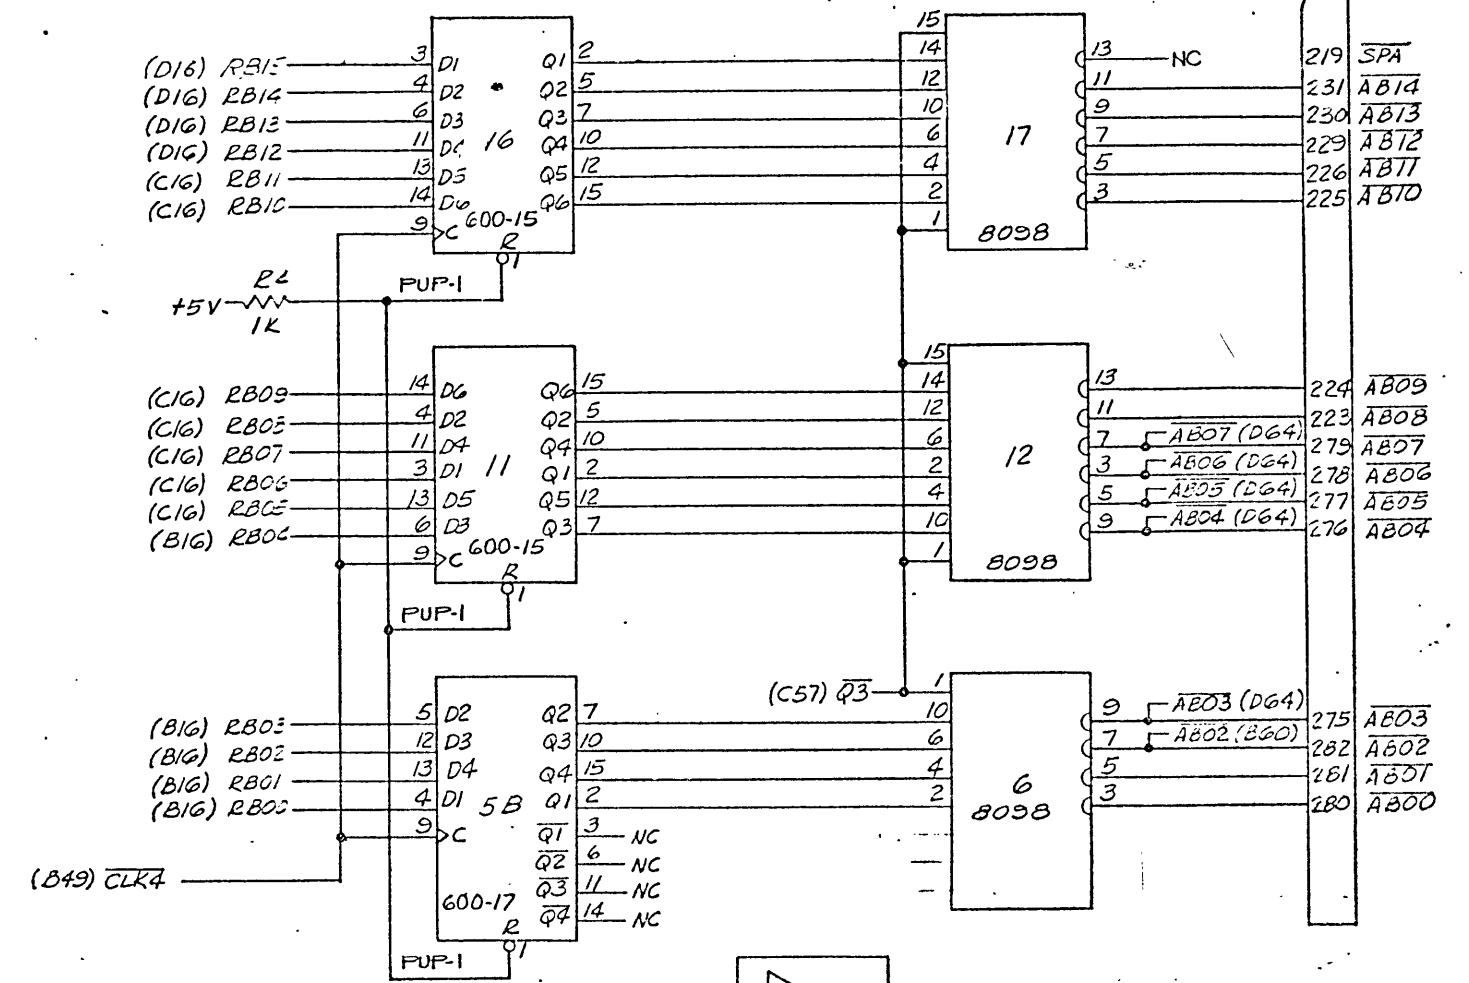 15
(D16) RB15 3 D1 Q1 2 14 13 NC 219 SPA
(D16) RB14 4 D2 Q2 5 12 11 231 AB14
(D16) RB13 6 D3 Q3 7 10 9 230 AB13
(D16) RB12 11 D4 16 Q4 10 6 17 7 229 AB12
(C16) RB11 13 D5 Q5 12 4 5 226 AB11
(C16) RB10 14 D6 Q6 15 2 3 225 AB10
9 C 600-15 1 8098
R 1
PUP-1
+5V 1K
15
(C16) RB09 14 D6 Q6 15 14 13 224 AB09
(C16) RB08 4 D2 Q2 5 12 11 223 AB08
(C16) RB07 11 D4 Q4 10 6 7 AB07 (D64) 279 AB07
(C16) RB06 3 D1 11 Q1 2 2 12 3 AB06 (D64) 278 AB06
(C16) RB05 13 D5 Q5 12 4 5 AB05 (D64) 277 AB05
(B16) RB04 6 D3 Q3 7 10 9 AB04 (D64) 276 AB04
9 C 600-15 1 8098
R 1
PUP-1
(C57) Q3 1
(B16) RB03 5 D2 Q2 7 10 9 AB03 (D64) 275 AB03
(B16) RB02 12 D3 Q3 10 6 7 AB02 (B60) 282 AB02
(B16) RB01 13 D4 Q4 15 4 5 281 AB01
(B16) RB00 4 D1 5B Q1 2 2 6 3 280 AB00
8098
9 C Q1 3 NC
Q2 6 NC
(B49) CLK4 Q3 11 NC
600-17 Q4 14 NC
R 1
PUP-1